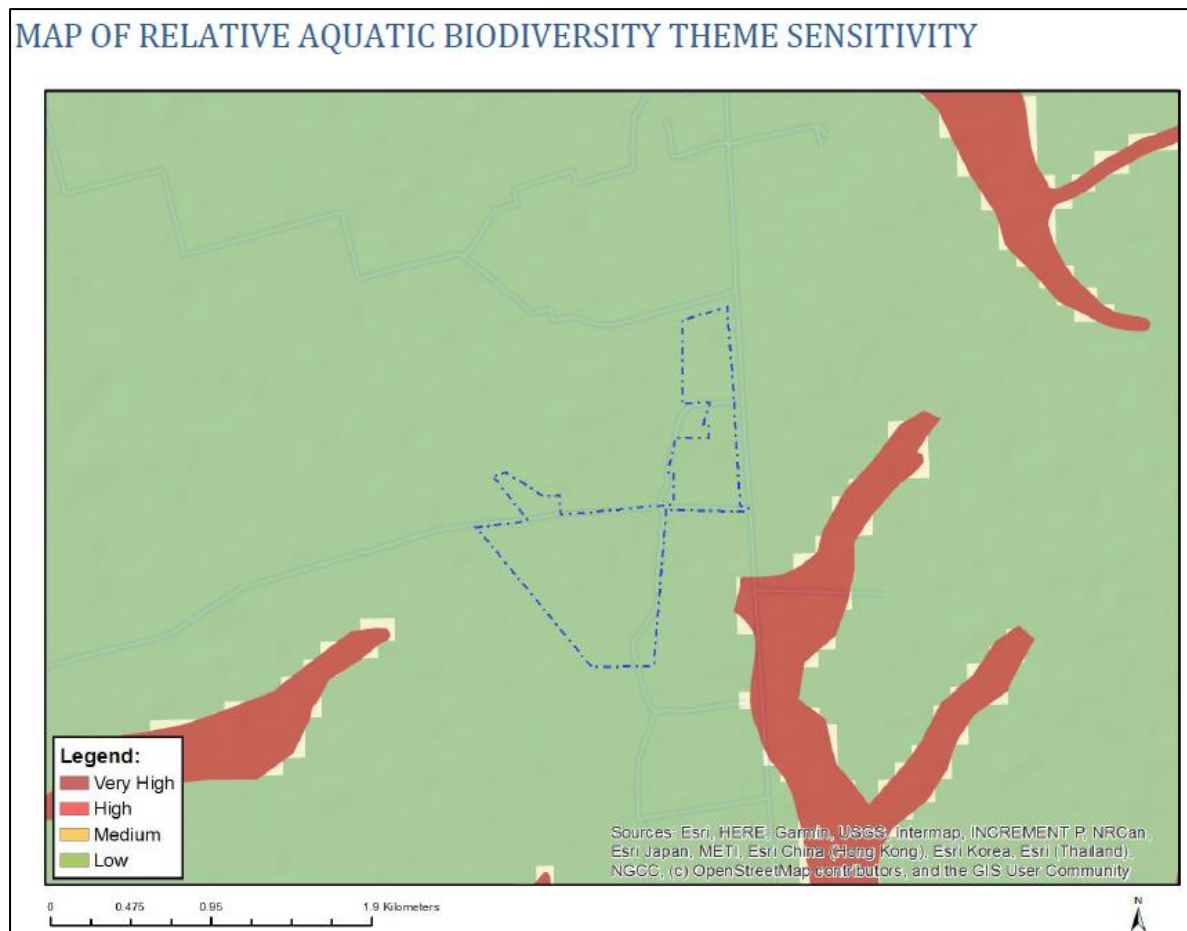 MAP OF RELATIVE AQUATIC BIODIVERSITY THEME SENSITIVITY
Legend:
Very High
High
Medium
Low
Sources: Esri, HERE, Garmin, USGS, Intermap, INCREMENT P, NRCan,
Esri Japan, METI, Esri China (Hong Kong), Esri Korea, Esri (Thailand),
NGCC, (c) OpenStreetMap contributors, and the GIS User Community
0 0.475 0.95 1.9 Kilometers
N